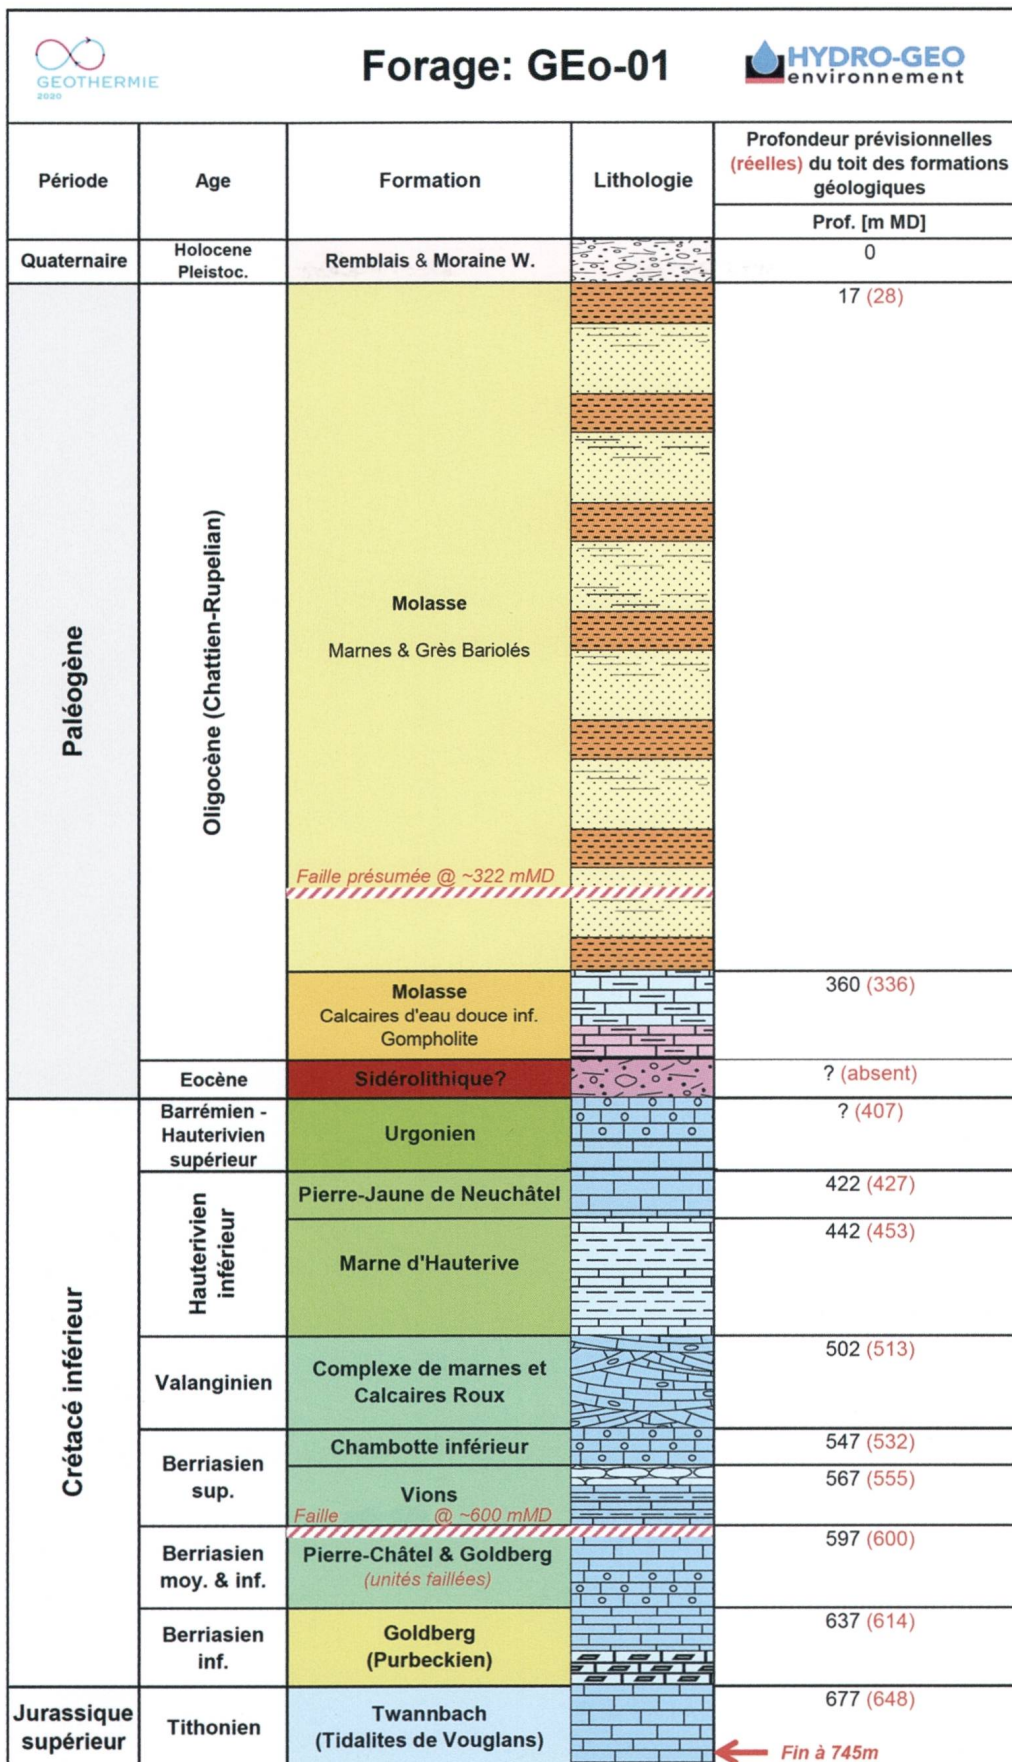 GEOTHERMIE
2020
Forage: GEo-01
HYDRO-GEO
environnement
Période
Age
Formation
Lithologie
Profondeur prévisionnelles
(réelles) du toit des formations
géologiques
Prof. [m MD]
Quaternaire
Holocene
Pleistoc.
Remblais & Moraine W.
0
Paléogène
Oligocène (Chattien-Rupelian)
Molasse
Marnes & Grès Bariolés
17 (28)
Faille présumée @ ~322 mMD
Molasse
Calcaires d'eau douce inf.
Gompholite
360 (336)
Eocène
Sidérolithique?
? (absent)
Crétacé inférieur
Barrémien -
Hauterivien
supérieur
Urgonien
? (407)
Hauterivien
inférieur
Pierre-Jaune de Neuchâtel
422 (427)
Marne d'Hauterive
442 (453)
Valanginien
Complexe de marnes et
Calcaires Roux
502 (513)
Berriasien
sup.
Chambotte inférieur
547 (532)
Vions
567 (555)
Faille @ ~600 mMD
Berriasien
moy. & inf.
Pierre-Châtel & Goldberg
(unités faillées)
597 (600)
Berriasien
inf.
Goldberg
(Purbeckien)
637 (614)
Jurassique
supérieur
Tithonien
Twannbach
(Tidalites de Vouglans)
677 (648)
Fin à 745m